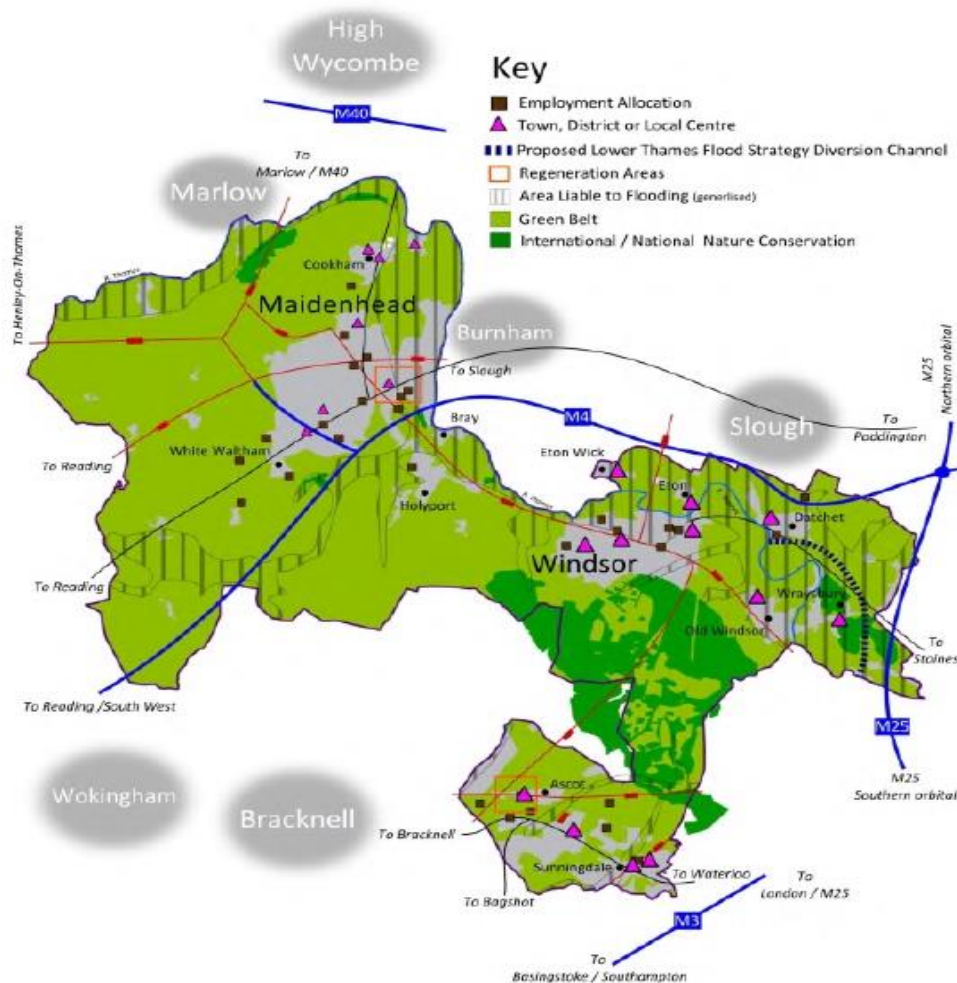 High
Wycombe
Key
Employment Allocation
Town, District or Local Centre
Proposed Lower Thames Flood Strategy Diversion Channel
Regeneration Areas
Area Liable to Flooding (generlised)
Green Belt
International / National Nature Conservation
M40
To
Marlow / M40
Marlow
To Henley-On-Thames
R. Thames
Cookham
Maidenhead
Burnham
To Slough
M25
Northern orbital
Slough
M4
To
Paddington
Bray
White Waltham
To Reading
Eton Wick
Eton
Holyport
R. Thames
Datchet
Windsor
To Reading
Wraysbury
Old Windsor
To
Staines
To Reading /South West
M25
M25
Southern orbital
Wokingham
Bracknell
Ascot
To Bracknell
Sunningdale
To Waterloo
To Bagshot
To
London / M25
M3
To
Basingstoke / Southampton